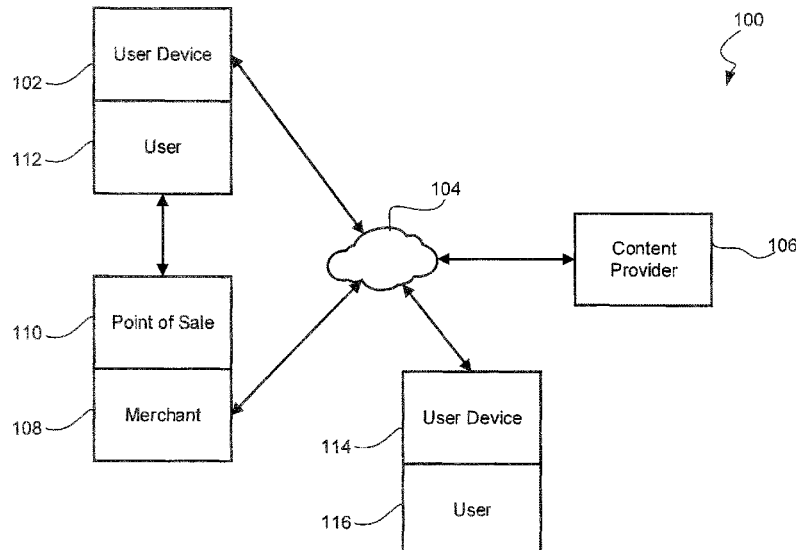 100
User Device
102
User
112
104
Content
Provider
106
Point of Sale
110
Merchant
108
User Device
114
User
116